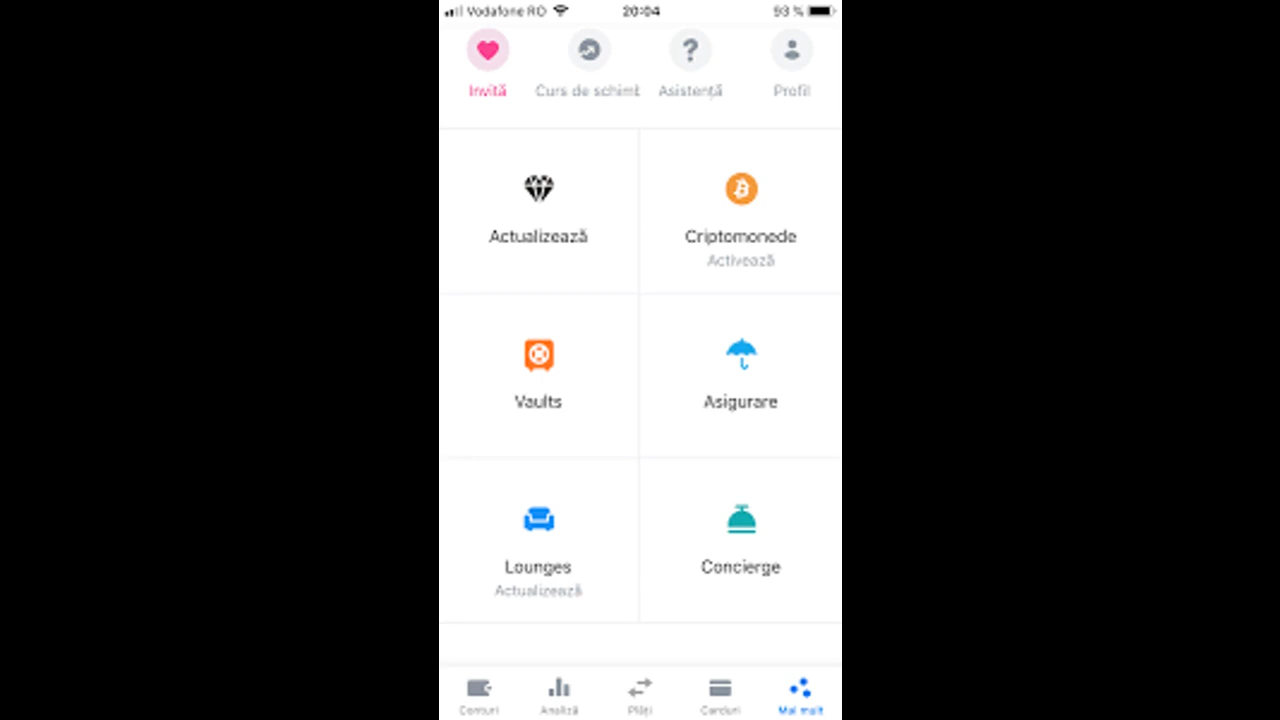 Vodafone RO 20:04 93 %
Invită Curs de schimb Asistență Profil
Actualizează Criptomonede
Activează
Vaults Asigurare
Lounges Concierge
Actualizează
Conturi Analiză Plăți Carduri Mai mult